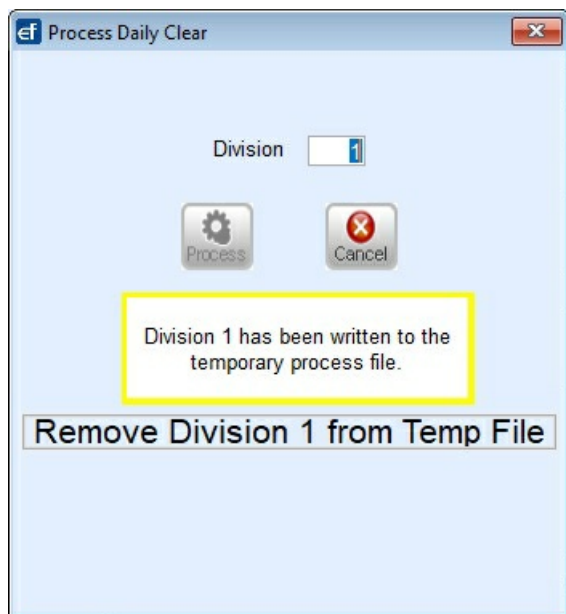 ef Process Daily Clear
Division 1
Process Cancel
Division 1 has been written to the
temporary process file.
Remove Division 1 from Temp File